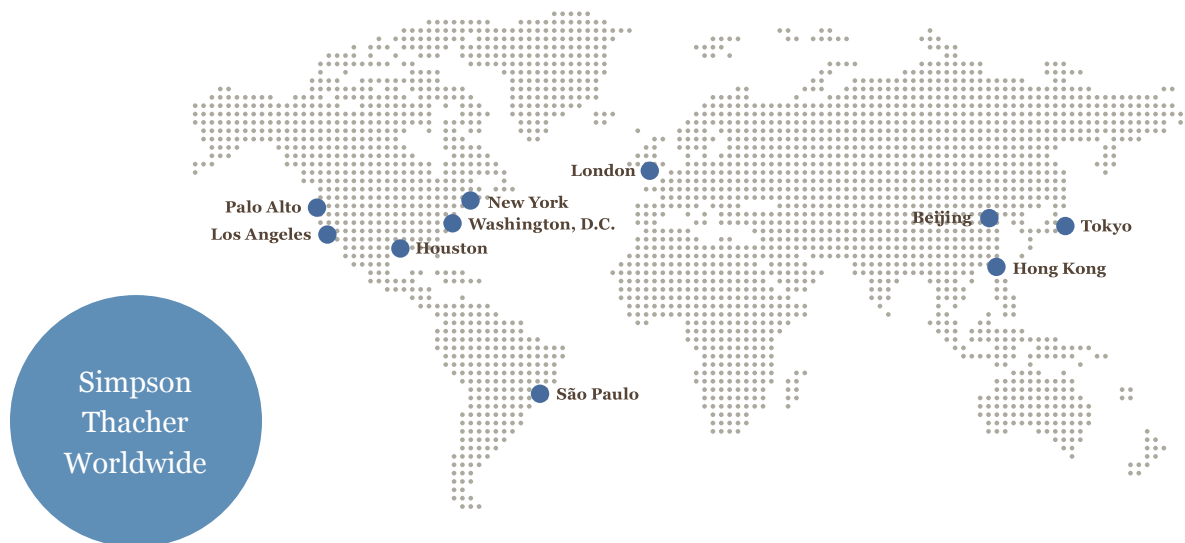 London
Palo Alto
New York
Washington, D.C.
Los Angeles
Houston
Beijing
Tokyo
Hong Kong
São Paulo
Simpson
Thacher
Worldwide